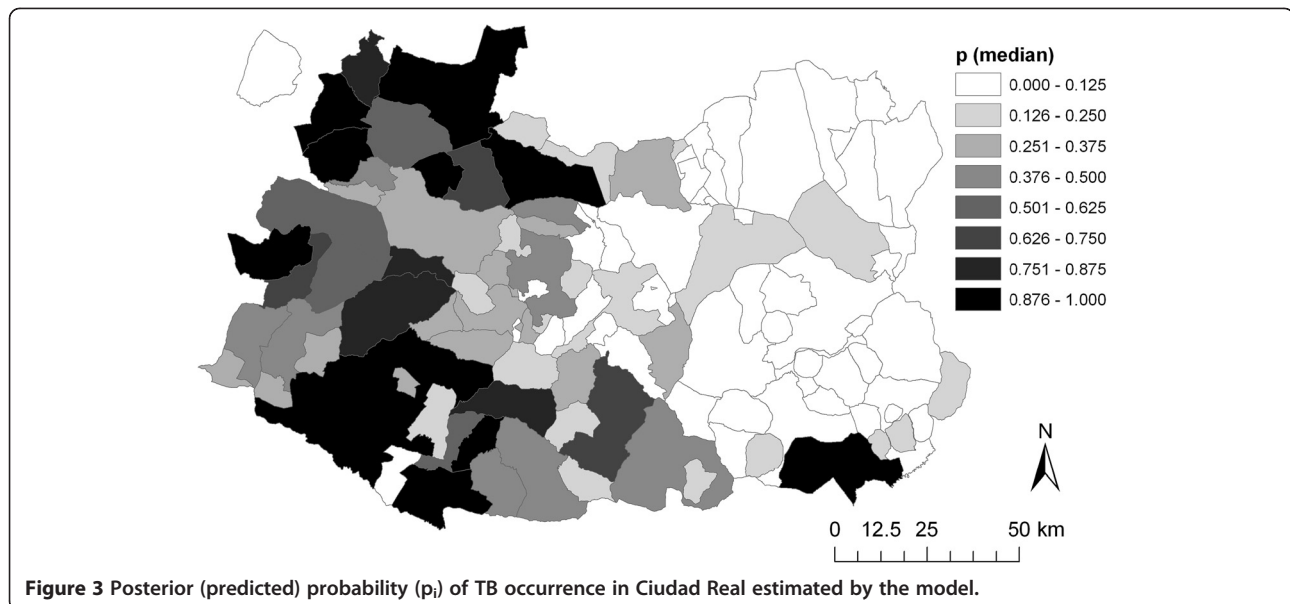 p (median)
0.000 - 0.125
0.126 - 0.250
0.251 - 0.375
0.376 - 0.500
0.501 - 0.625
0.626 - 0.750
0.751 - 0.875
0.876 - 1.000
N
0 12.5 25 50 km
Figure 3 Posterior (predicted) probability (pi) of TB occurrence in Ciudad Real estimated by the model.